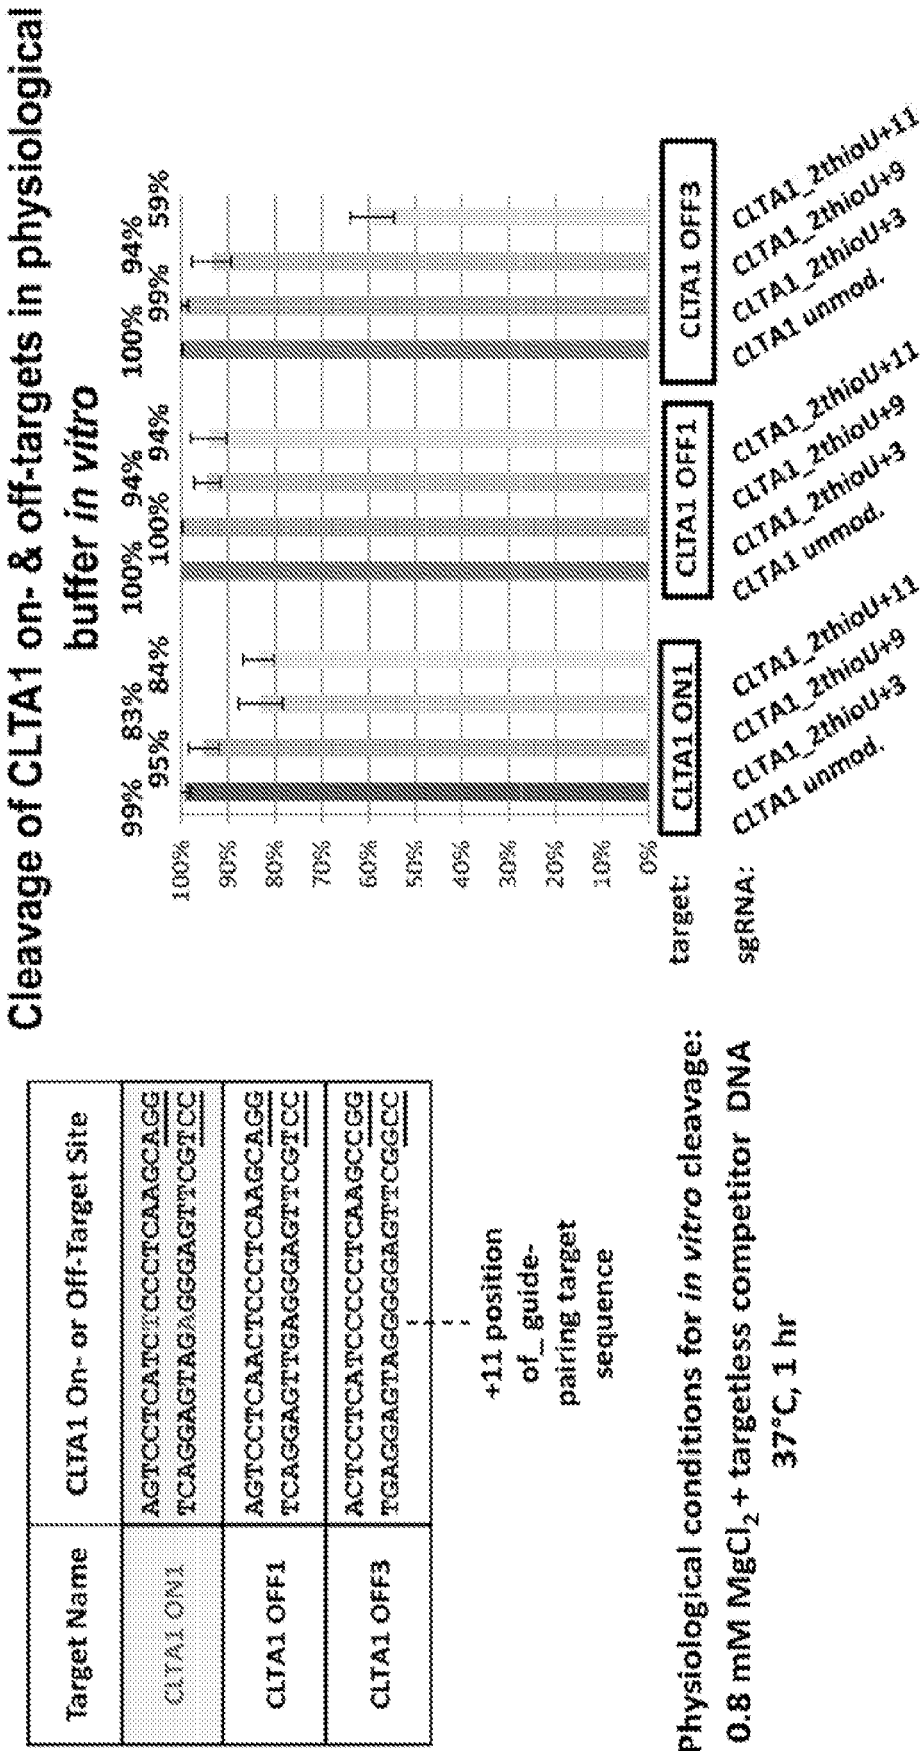 Cleavage of CLTA1 on- & off-targets in physiological
buffer in vitro
Target Name
CLTA1 On- or Off-Target Site
CLTA1 ON1
AGTCCTCATCTCCCTCAAGCAGG
TCAGGAGTAGAGGGAGTTCGTCC
CLTA1 OFF1
AGTCCTCAACTCCCTCAAGCAGG
TCAGGAGTTGAGGGAGTTCGTCC
CLTA1 OFF3
ACTCCTCATCCCCCTCAAGCCGG
TGAGGAGTAGGGGGAGTTCGGCC
+11 position
of_ guide-
pairing target
sequence
Physiological conditions for in vitro cleavage:
0.8 mM MgCl₂ + targetless competitor DNA
37°C, 1 hr
99% 83% 100% 94% 100% 94%
95% 84% 100% 94% 99% 59%
100%
90%
80%
70%
60%
50%
40%
30%
20%
10%
0%
target: CLTA1 ON1 CLTA1 OFF1 CLTA1 OFF3
sgRNA:
CLTA1 unmod.
CLTA1_2thioU+3
CLTA1_2thioU+9
CLTA1_2thioU+11
CLTA1 unmod.
CLTA1_2thioU+3
CLTA1_2thioU+9
CLTA1_2thioU+11
CLTA1 unmod.
CLTA1_2thioU+3
CLTA1_2thioU+9
CLTA1_2thioU+11